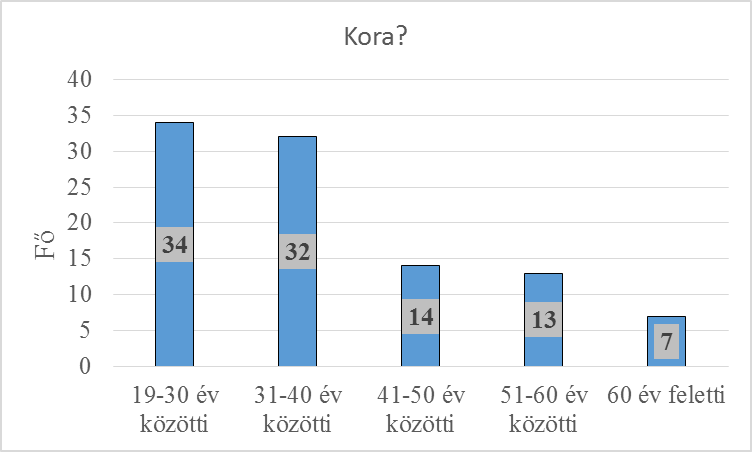 Kora?
40
35
30
25
20
15
10
5
0
Fő
34
32
14
13
7
19-30 év
közötti
31-40 év
közötti
41-50 év
közötti
51-60 év
közötti
60 év feletti